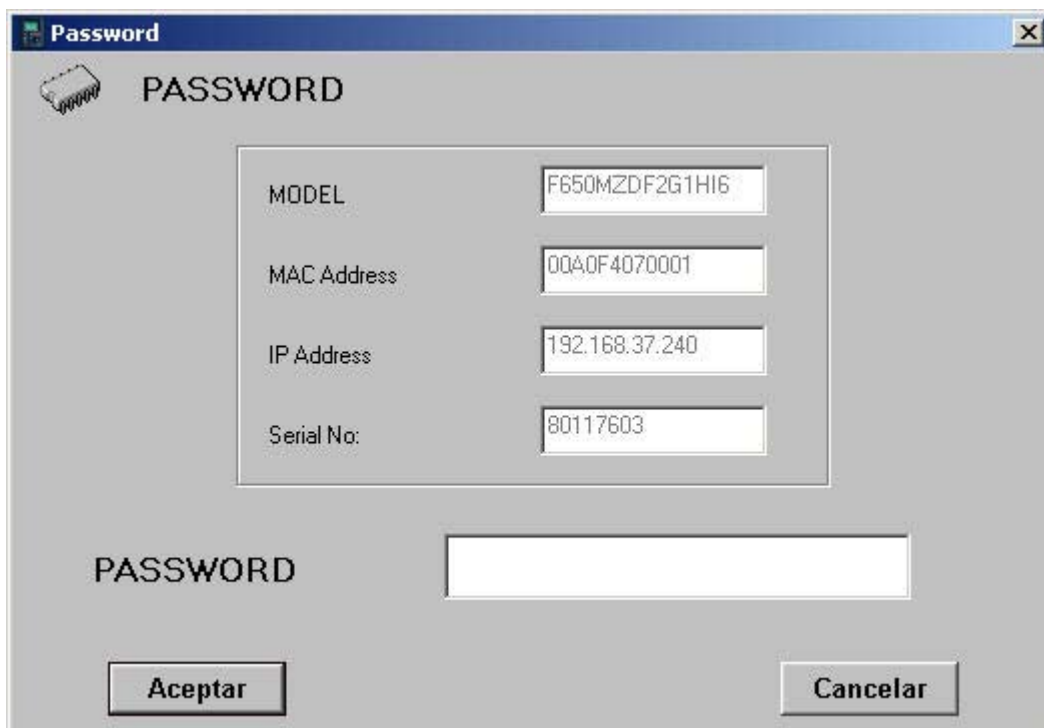 Password
PASSWORD
MODEL F650MZDF2G1HI6
MAC Address 00A0F4070001
IP Address 192.168.37.240
Serial No: 80117603
PASSWORD
Aceptar Cancelar